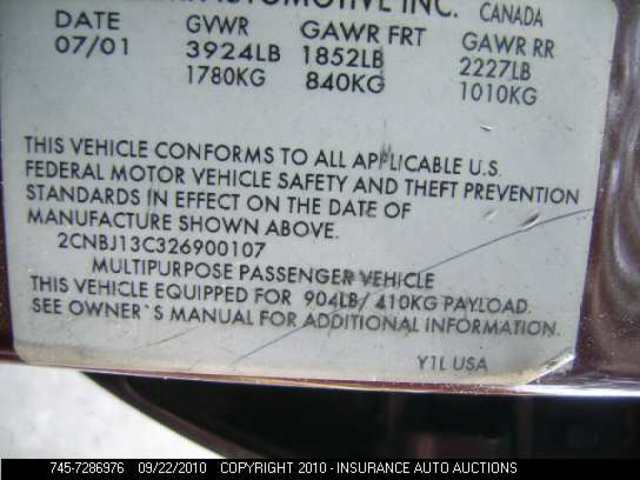 AUTOMOTIVE INC. CANADA
DATE GVWR GAWR FRT GAWR RR
07/01 3924LB 1852LB 2227LB
1780KG 840KG 1010KG
THIS VEHICLE CONFORMS TO ALL APPLICABLE U.S.
FEDERAL MOTOR VEHICLE SAFETY AND THEFT PREVENTION
STANDARDS IN EFFECT ON THE DATE OF
MANUFACTURE SHOWN ABOVE.
2CNBJ13C326900107
MULTIPURPOSE PASSENGER VEHICLE
THIS VEHICLE EQUIPPED FOR 904LB/ 410KG PAYLOAD.
SEE OWNER`S MANUAL FOR ADDITIONAL INFORMATION.
Y1L USA
745-7286976 09/22/2010 COPYRIGHT 2010 - INSURANCE AUTO AUCTIONS